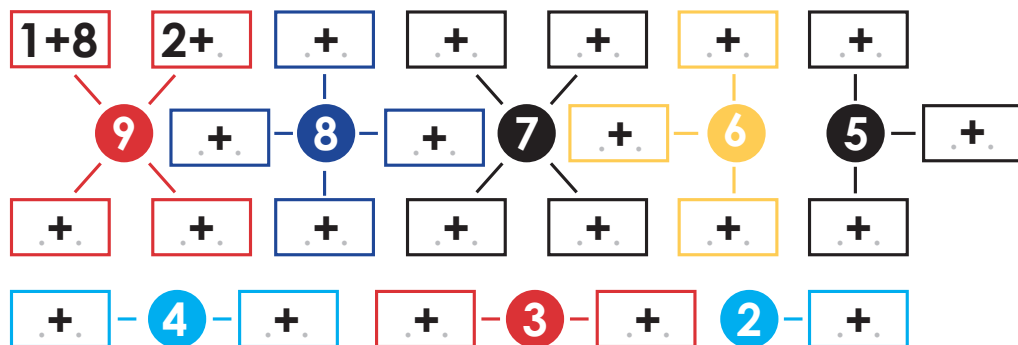 1+8 2+. .+. .+. .+. .+. .+.
9 .+. 8 .+. 7 .+. 6 5 .+.
.+. .+. .+. .+. .+. .+. .+.
.+. 4 .+. .+. 3 .+. 2 .+.